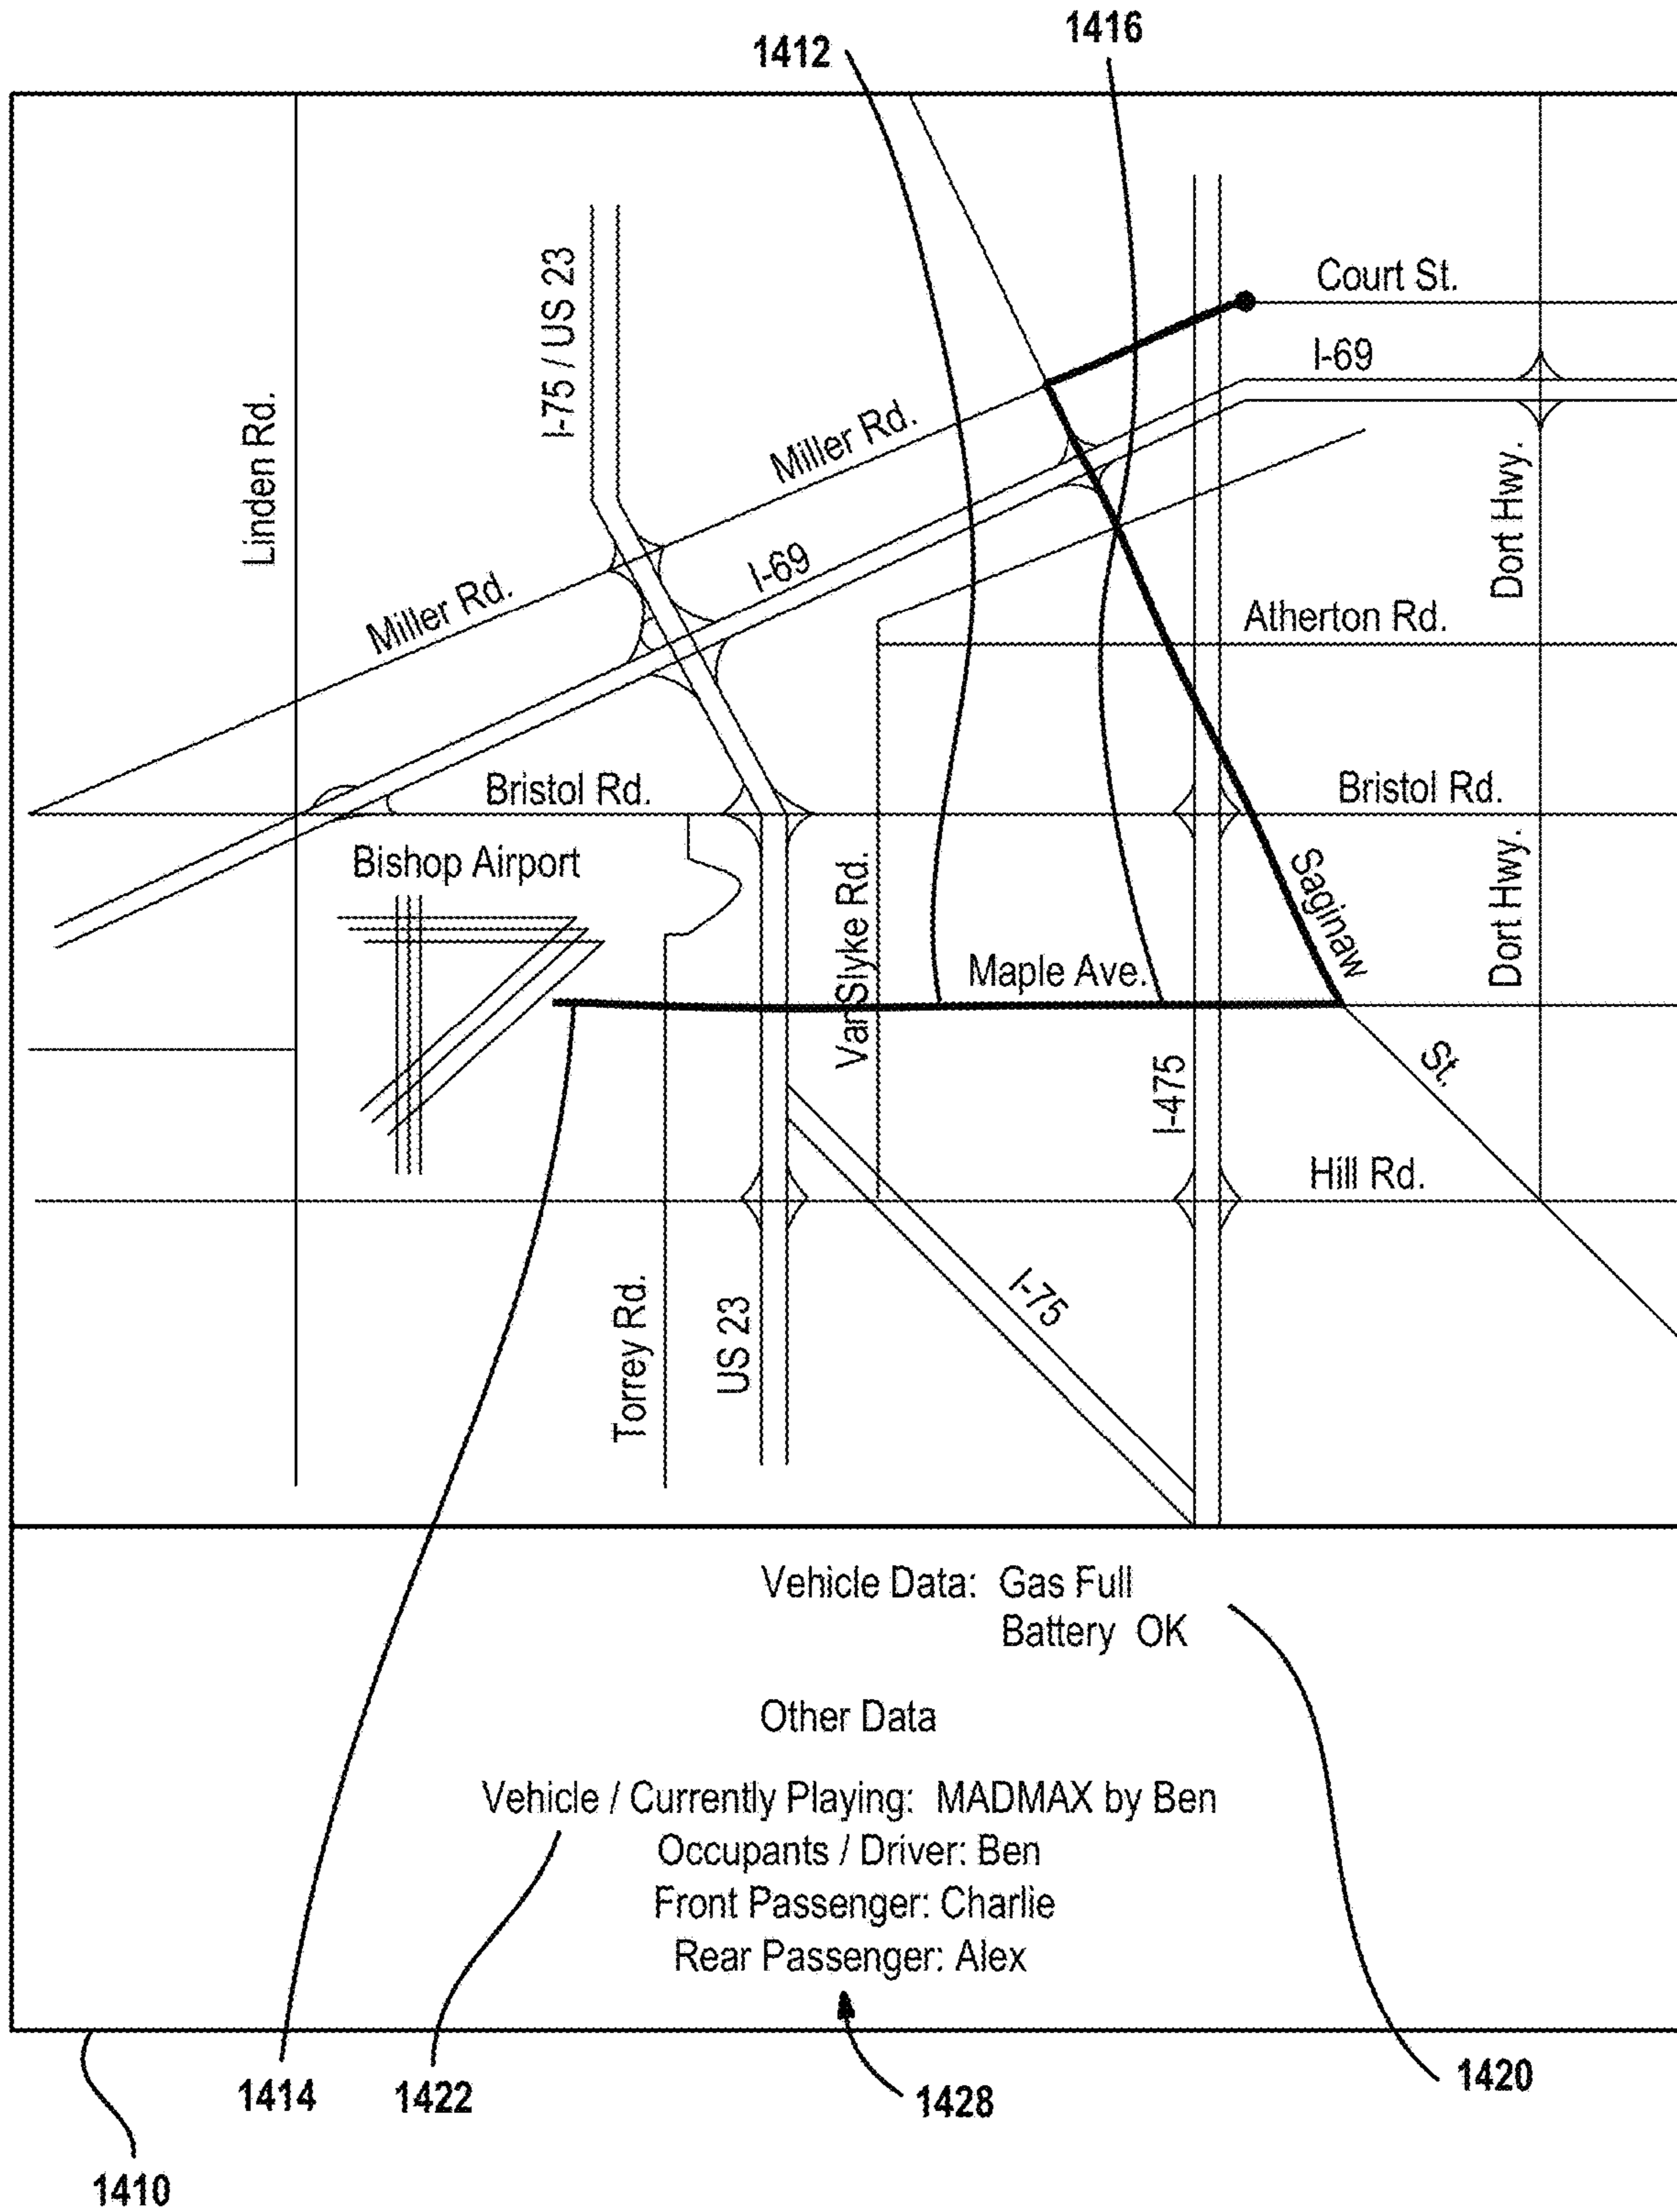 1412
1416
Court St.
I-75 / US 23
I-69
Linden Rd.
Miller Rd.
Dort Hwy.
I-69
Miller Rd.
Atherton Rd.
Bristol Rd.
Bristol Rd.
Bishop Airport
Van Slyke Rd.
Saginaw
Dort Hwy.
Maple Ave.
St.
I-475
Hill Rd.
I-75
Torrey Rd.
US 23
Vehicle Data: Gas Full
Battery OK
Other Data
Vehicle / Currently Playing: MADMAX by Ben
Occupants / Driver: Ben
Front Passenger: Charlie
Rear Passenger: Alex
1414
1422
1428
1420
1410